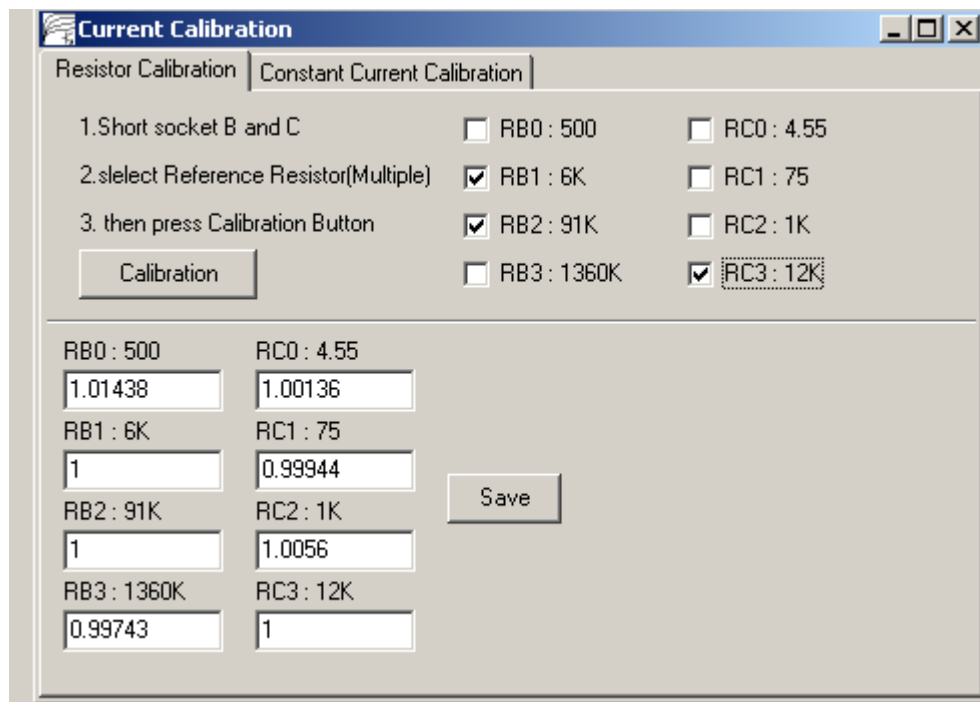 Current Calibration
Resistor Calibration Constant Current Calibration
1.Short socket B and C RB0 : 500 RC0 : 4.55
2.slelect Reference Resistor(Multiple) RB1 : 6K RC1 : 75
3. then press Calibration Button RB2 : 91K RC2 : 1K
Calibration RB3 : 1360K RC3 : 12K
RB0 : 500 RC0 : 4.55
1.01438 1.00136
RB1 : 6K RC1 : 75
1 0.99944
Save
RB2 : 91K RC2 : 1K
1 1.0056
RB3 : 1360K RC3 : 12K
0.99743 1